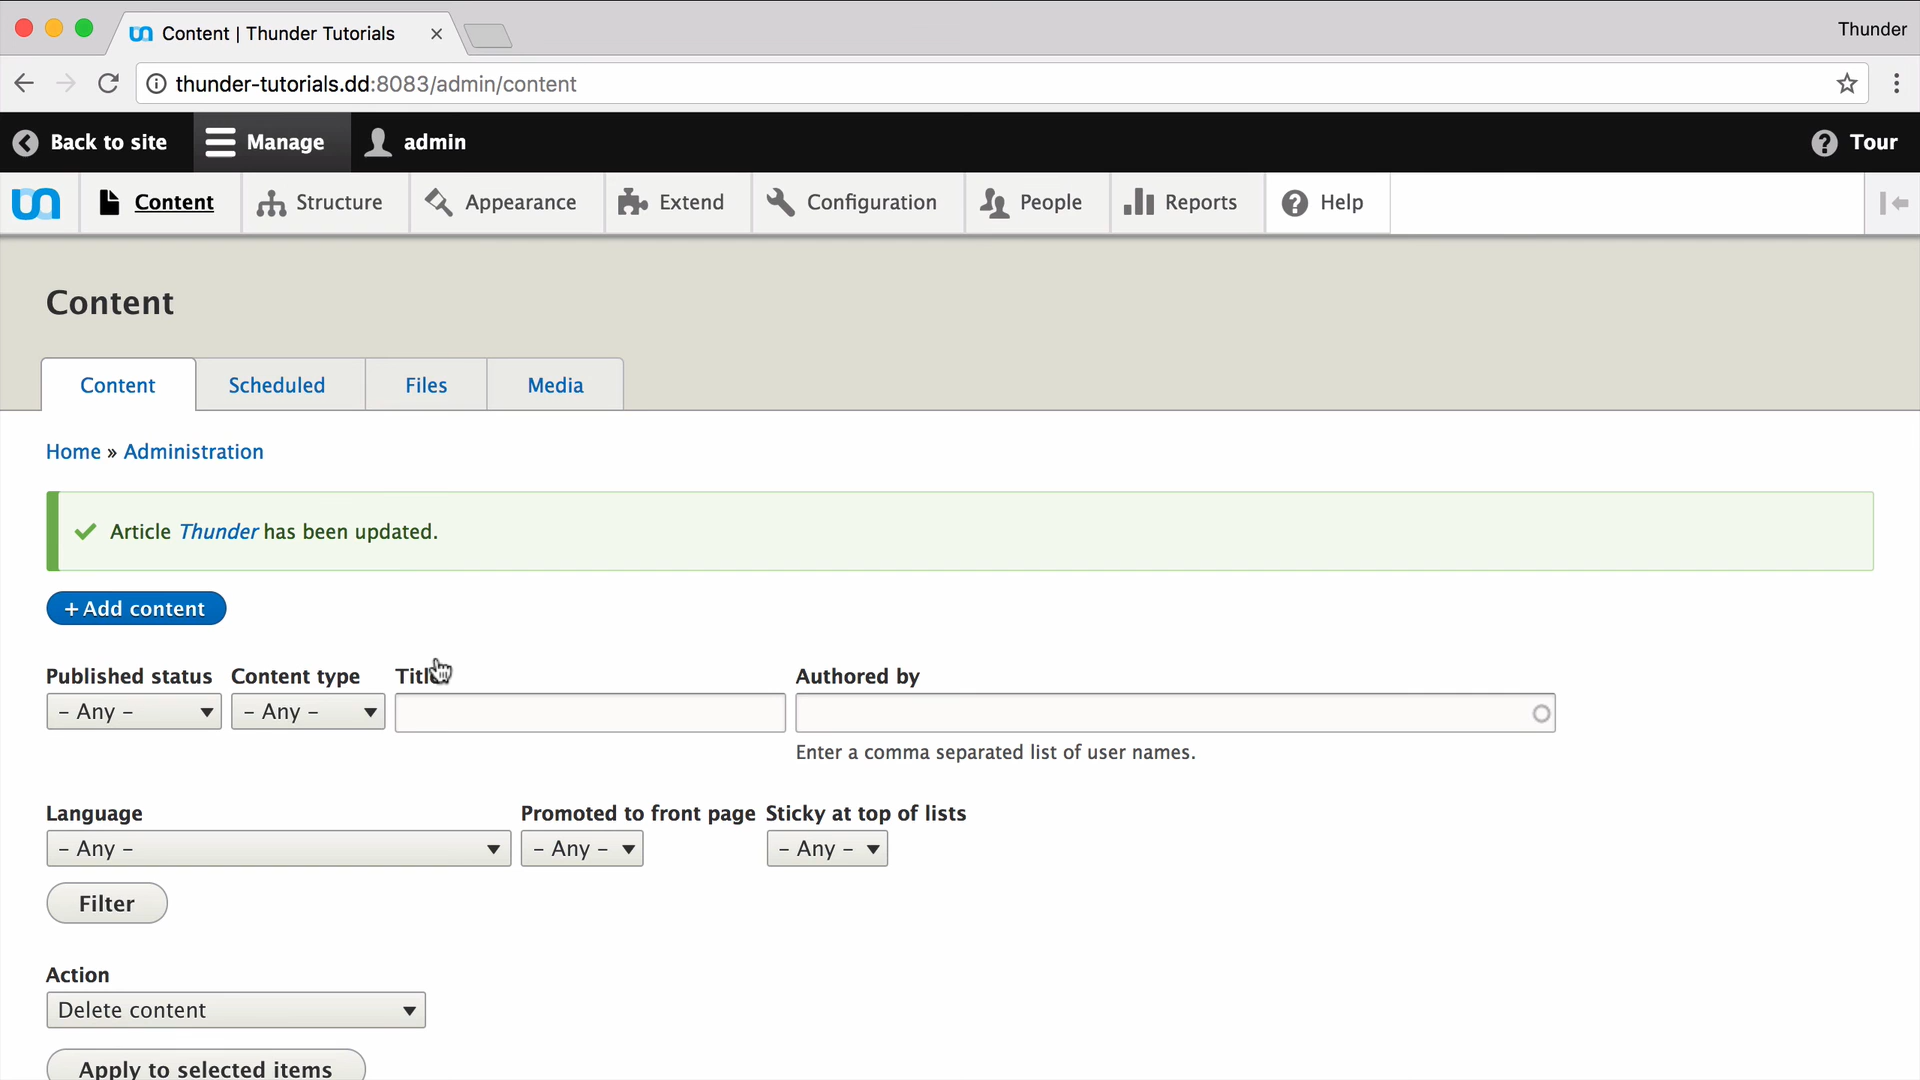 Content | Thunder Tutorials
Thunder
thunder-tutorials.dd:8083/admin/content
Back to site Manage admin Tour
Content Structure Appearance Extend Configuration People Reports Help
Content
Content Scheduled Files Media
Home » Administration
Article Thunder has been updated.
+ Add content
Published status Content type Title Authored by
- Any - - Any -
Enter a comma separated list of user names.
Language Promoted to front page Sticky at top of lists
- Any - - Any - - Any -
Filter
Action
Delete content
Apply to selected items